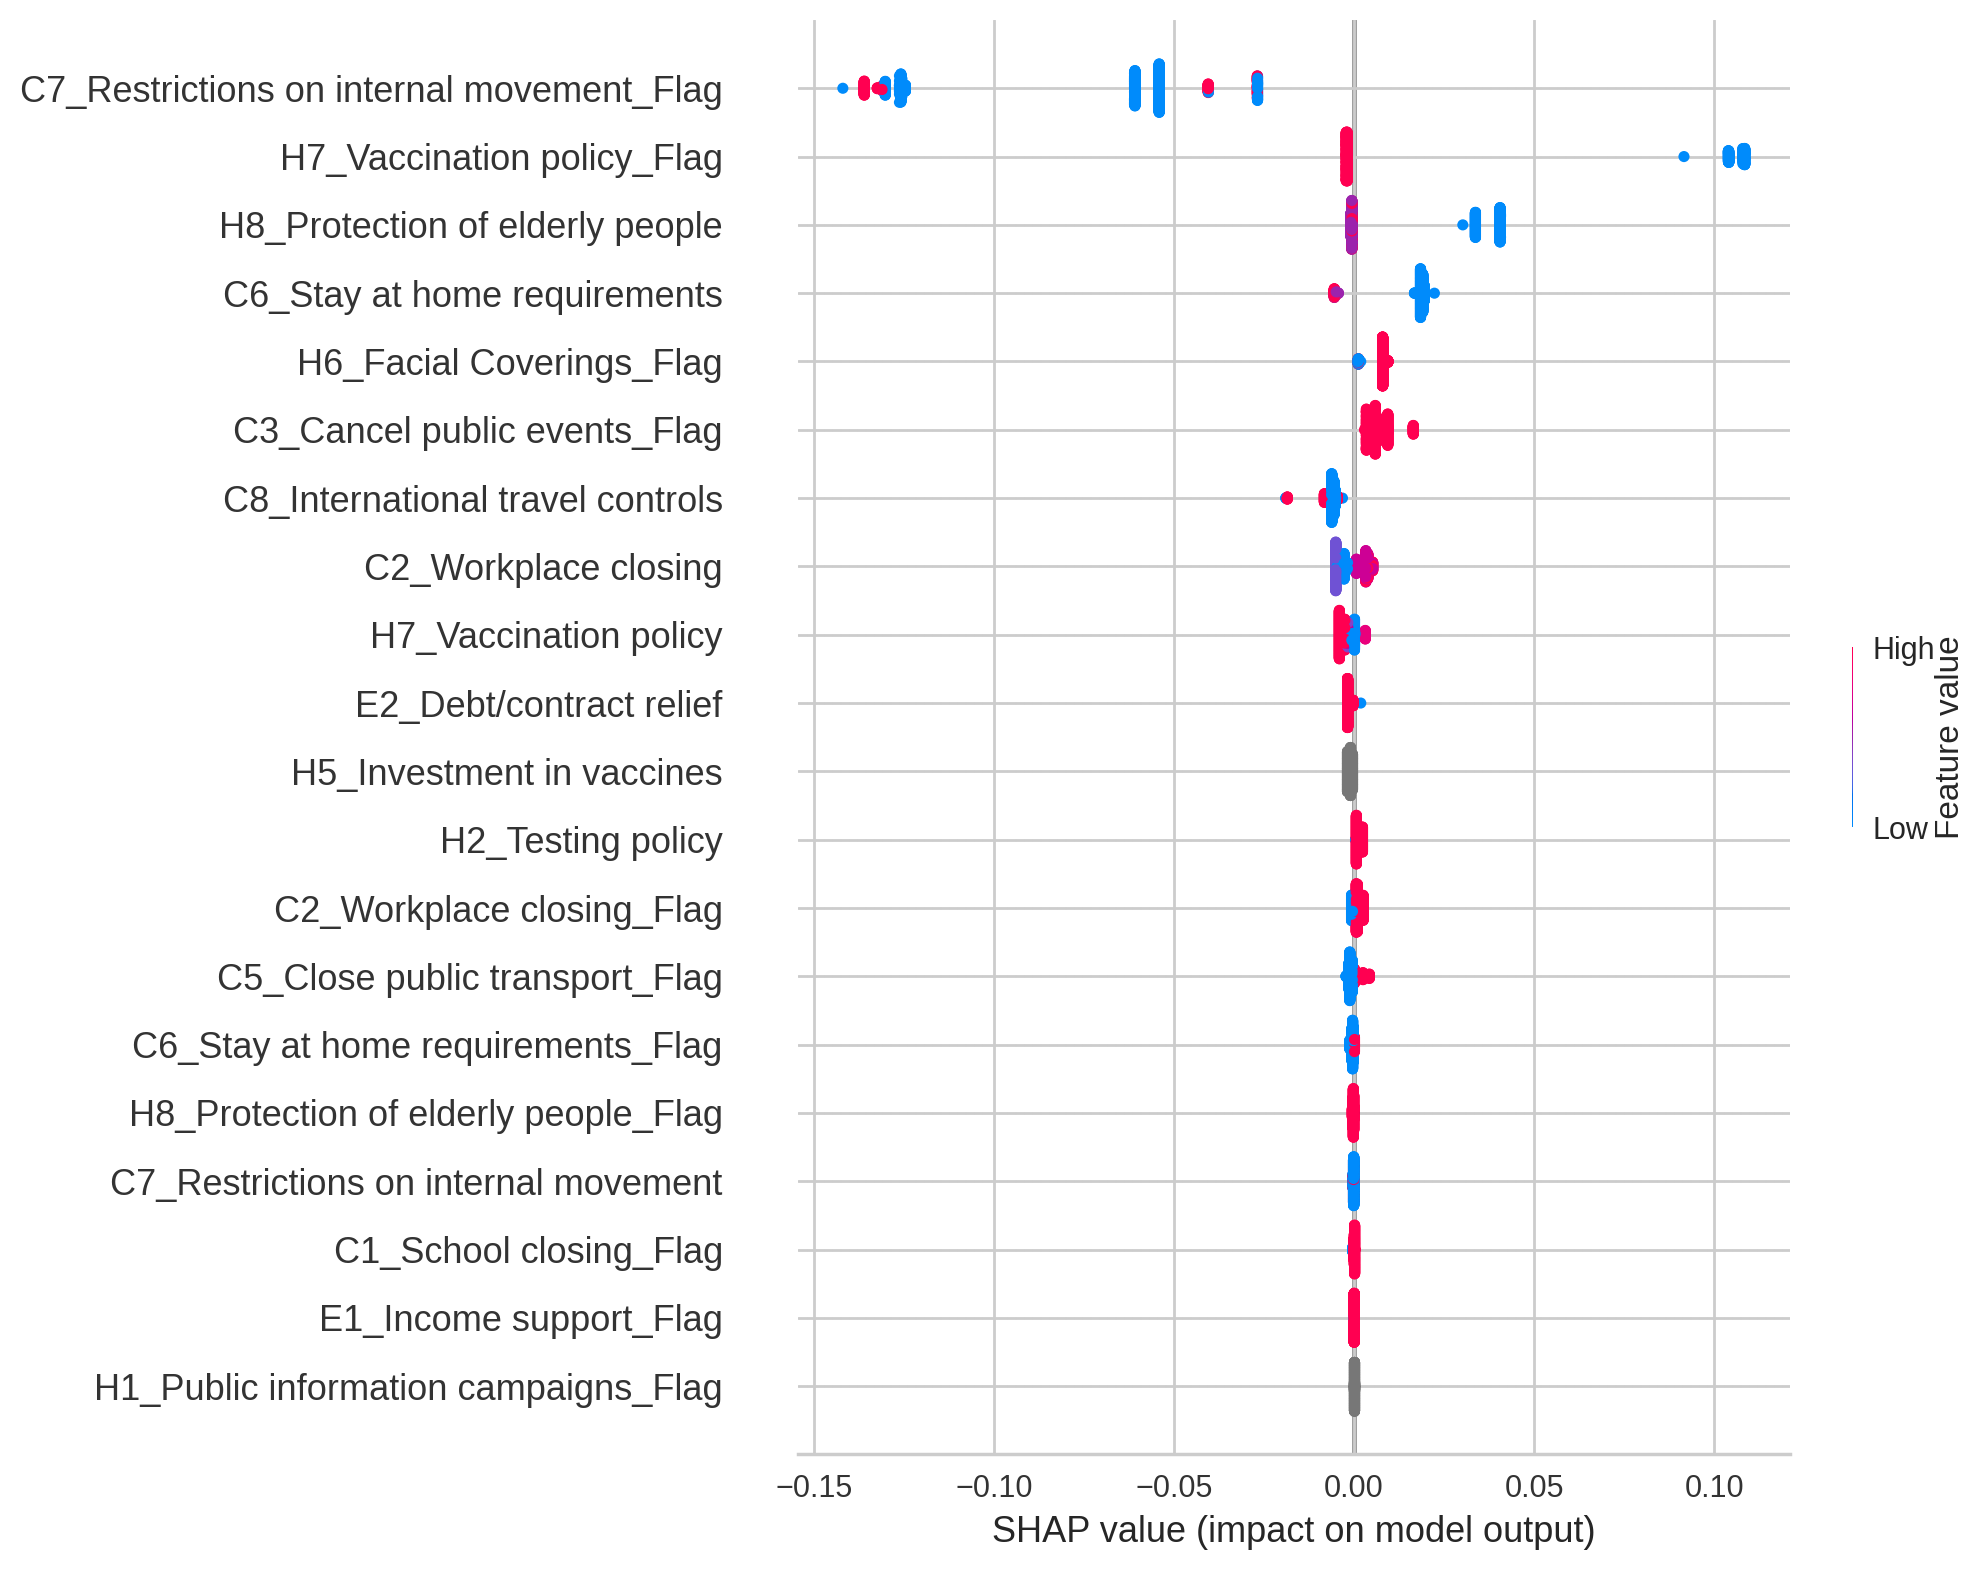 C7_Restrictions on internal movement_Flag
H7_Vaccination policy_Flag
H8_Protection of elderly people
C6_Stay at home requirements
H6_Facial Coverings_Flag
C3_Cancel public events_Flag
C8_International travel controls
C2_Workplace closing
H7_Vaccination policy
E2_Debt/contract relief
H5_Investment in vaccines
H2_Testing policy
C2_Workplace closing_Flag
C5_Close public transport_Flag
C6_Stay at home requirements_Flag
H8_Protection of elderly people_Flag
C7_Restrictions on internal movement
C1_School closing_Flag
E1_Income support_Flag
H1_Public information campaigns_Flag
−0.15 −0.10 −0.05 0.00 0.05 0.10
SHAP value (impact on model output)
High
Low
Feature value